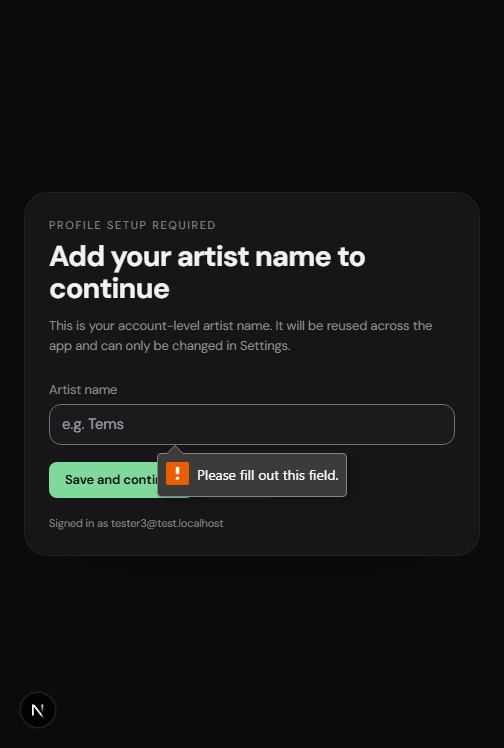 PROFILE SETUP REQUIRED
Add your artist name to
continue
This is your account-level artist name. It will be reused across the
app and can only be changed in Settings.
Artist name
e.g. Tems
Please fill out this field.
Save and conti
Signed in as tester3@test.localhost
N